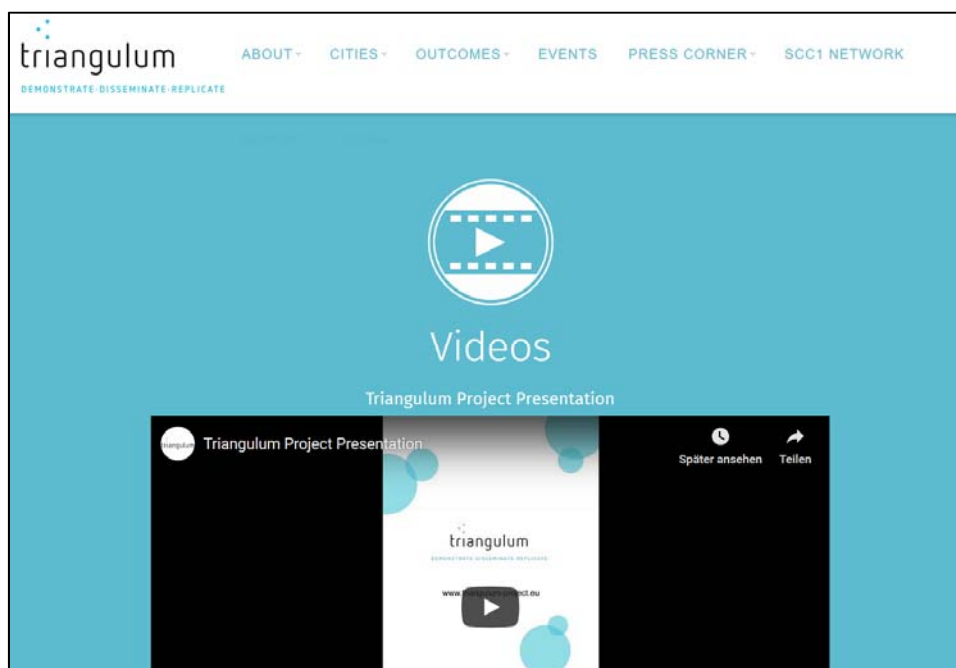 triangulum
DEMONSTRATE·DISSEMINATE·REPLICATE
ABOUT CITIES OUTCOMES EVENTS PRESS CORNER SCC1 NETWORK
Videos
Triangulum Project Presentation
triangulum Triangulum Project Presentation
Später ansehen Teilen
triangulum
DEMONSTRATE·DISSEMINATE·REPLICATE